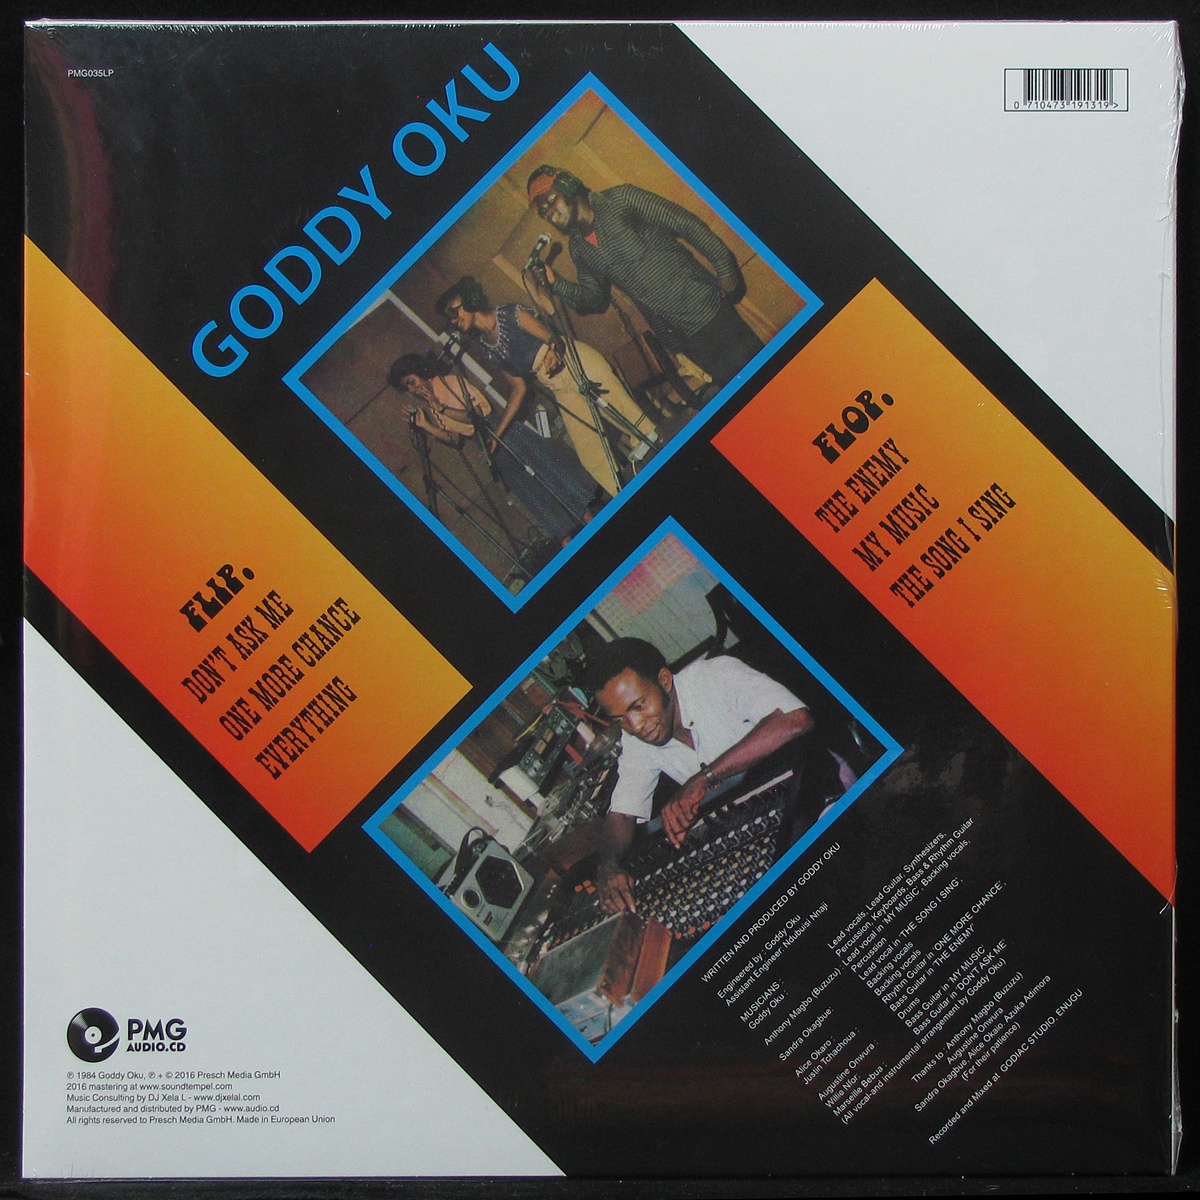 PMG035LP
0 710473 191319 >
GODDY OKU
FLIP.
DON'T ASK ME
ONE MORE CHANCE
EVERYTHING
FLOP.
THE ENEMY
MY MUSIC
THE SONG I SING
WRITTEN AND PRODUCED BY GODDY OKU
Engineered by : Goddy Oku
Assistant Engineer: Ndubuisi Nnaji
MUSICIANS :
Goddy Oku : Lead vocals, Lead Guitar, Synthesizers,
Percussion, Keyboards, Bass & Rhythm Guitar
Anthony Magbo (Buzuzu) : Lead vocal in 'MY MUSIC', Backing vocals,
Percussion
Sandra Okagbue: Lead vocal in 'THE SONG I SING',
Backing vocals
Alice Okaro : Backing vocals
Justin Tchachoua : Rhythm Guitar in 'ONE MORE CHANCE',
Bass Guitar in 'THE ENEMY
Augustine Onwura : Drums
Willie Nfor: Bass Guitar in 'MY MUSIC
Marseille Bebua : Bass Guitar in 'DON'T ASK ME'
(All vocal-and instrumental arrangement by Goddy Oku)
Thanks to Anthony Magbo (Buzuzu)
Augustine Onwura
Sandra Okagbue, Alice Okaio, Azuka Adimora
(For their patience)
Recorded and Mixed at GODIAC STUDIO, ENUGU
PMG
AUDIO.CD
℗ 1984 Goddy Oku, ℗ + © 2016 Presch Media GmbH
2016 mastering at www.soundtempel.com
Music Consulting by DJ Xela L - www.djxelal.com
Manufactured and distributed by PMG - www.audio.cd
All rights reserved to Presch Media GmbH. Made in European Union